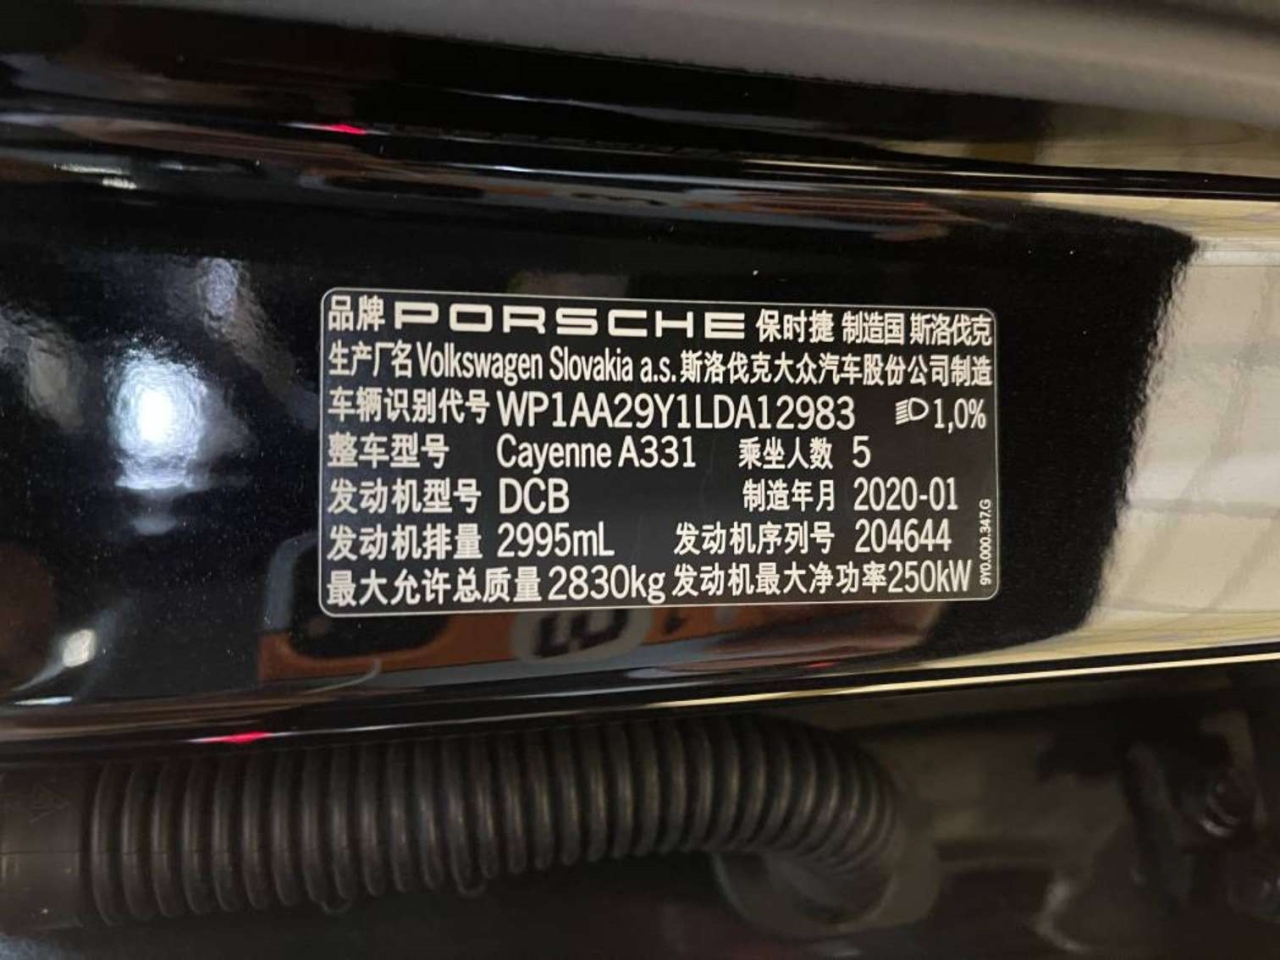 品牌 PORSCHE 保时捷 制造国 斯洛伐克
生产厂名 Volkswagen Slovakia a.s. 斯洛伐克大众汽车股份公司制造
车辆识别代号 WP1AA29Y1LDA12983 1,0%
整车型号 Cayenne A331 乘坐人数 5
发动机型号 DCB 制造年月 2020-01
发动机排量 2995mL 发动机序列号 204644
最大允许总质量 2830kg 发动机最大净功率 250kW
9Y0.000.347.G